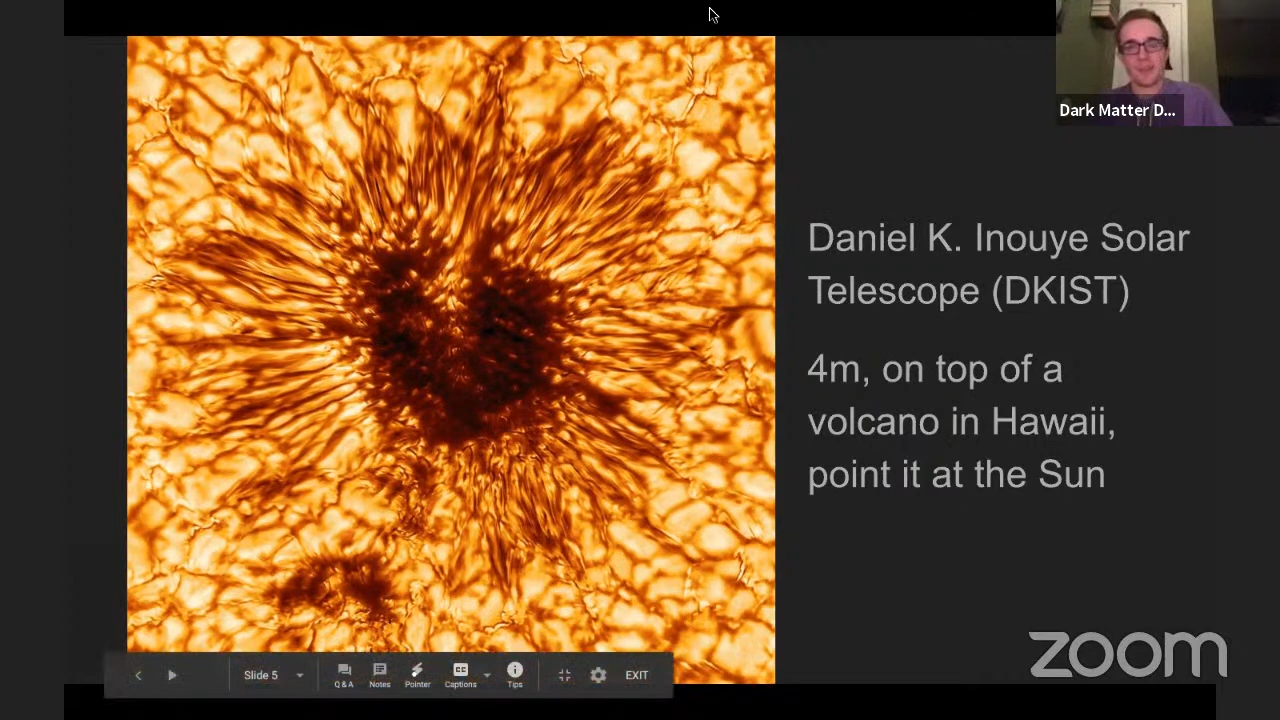 Dark Matter D...
Daniel K. Inouye Solar
Telescope (DKIST)
4m, on top of a
volcano in Hawaii,
point it at the Sun
zoom
Slide 5
Q & A
Notes
Pointer
CC
Captions
Tips
EXIT